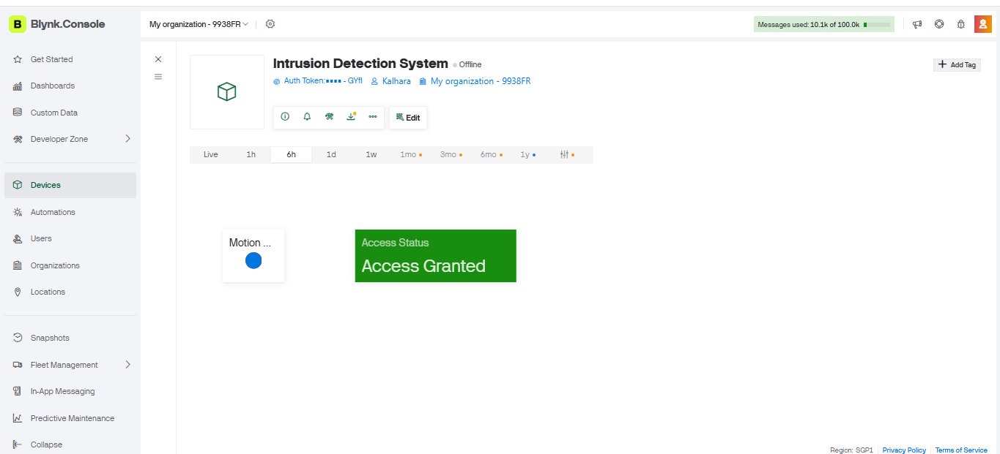 B Blynk.Console
My organization - 9938FR
Messages used: 10.1k of 100.0k
Get Started
Dashboards
Custom Data
Developer Zone
Devices
Automations
Users
Organizations
Locations
Snapshots
Fleet Management
In-App Messaging
Predictive Maintenance
Collapse
Intrusion Detection System Offline
Add Tag
Auth Token:•••• - GYfl Kalhara My organization - 9938FR
Edit
Live 1h 6h 1d 1w 1mo 3mo 6mo 1y
Motion ...
Access Status
Access Granted
Region: SGP1 Privacy Policy Terms of Service